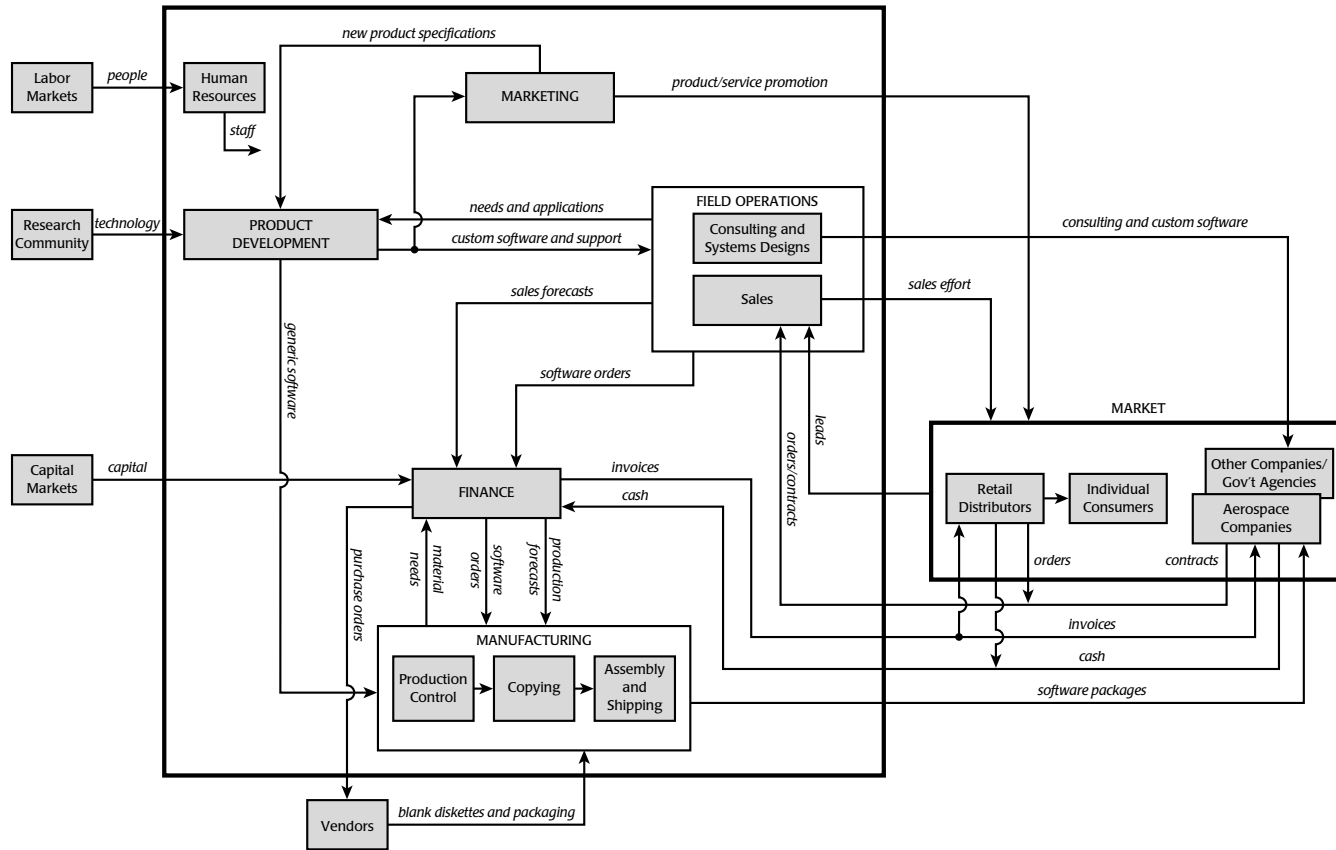 new product specifications
Labor
Markets
people
Human
Resources
staff
MARKETING
product/service promotion
Research
Community
technology
PRODUCT
DEVELOPMENT
needs and applications
custom software and support
FIELD OPERATIONS
Consulting and
Systems Designs
consulting and custom software
Sales
sales effort
sales forecasts
generic software
software orders
leads
orders/contracts
MARKET
Capital
Markets
capital
FINANCE
invoices
cash
Retail
Distributors
Individual
Consumers
Other Companies/
Gov't Agencies
Aerospace
Companies
orders
contracts
purchase orders
material
needs
software
orders
production
forecasts
invoices
cash
software packages
MANUFACTURING
Production
Control
Copying
Assembly
and
Shipping
Vendors
blank diskettes and packaging